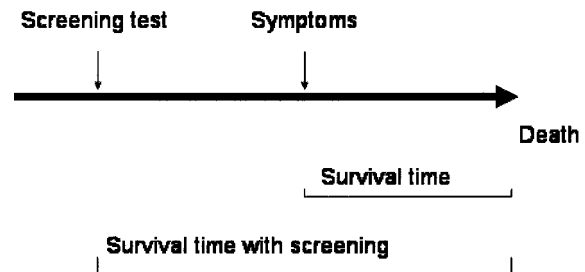 Screening test
Symptoms
Death
Survival time
Survival time with screening